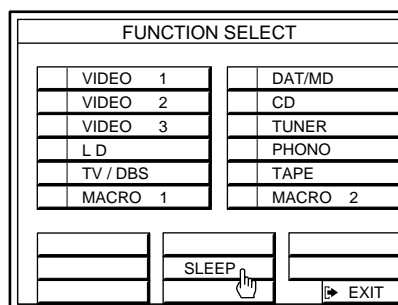 FUNCTION SELECT
VIDEO 1 DAT/MD
VIDEO 2 CD
VIDEO 3 TUNER
L D PHONO
TV / DBS TAPE
MACRO 1 MACRO 2
SLEEP
EXIT